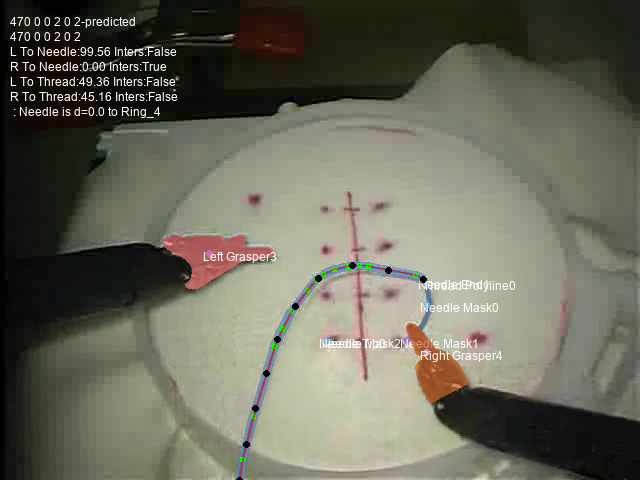 470 0 0 2 0 2-predicted
470 0 0 2 0 2
L To Needle:99.56 Inters:False
R To Needle:0.00 Inters:True
L To Thread:49.36 Inters:False
R To Thread:45.16 Inters:False
: Needle is d=0.0 to Ring_4
Left Grasper3
Needle Mask0
Needle Mask1
Right Grasper4